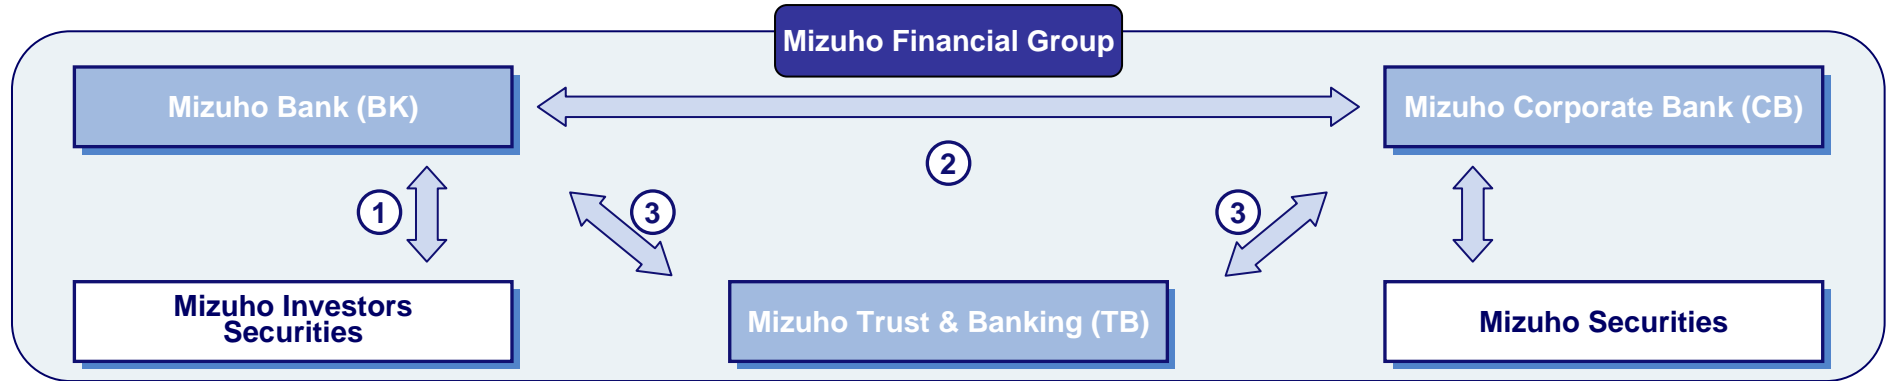 Mizuho Financial Group
Mizuho Bank (BK)
Mizuho Corporate Bank (CB)
2
1
3
3
Mizuho Investors
Securities
Mizuho Trust & Banking (TB)
Mizuho Securities